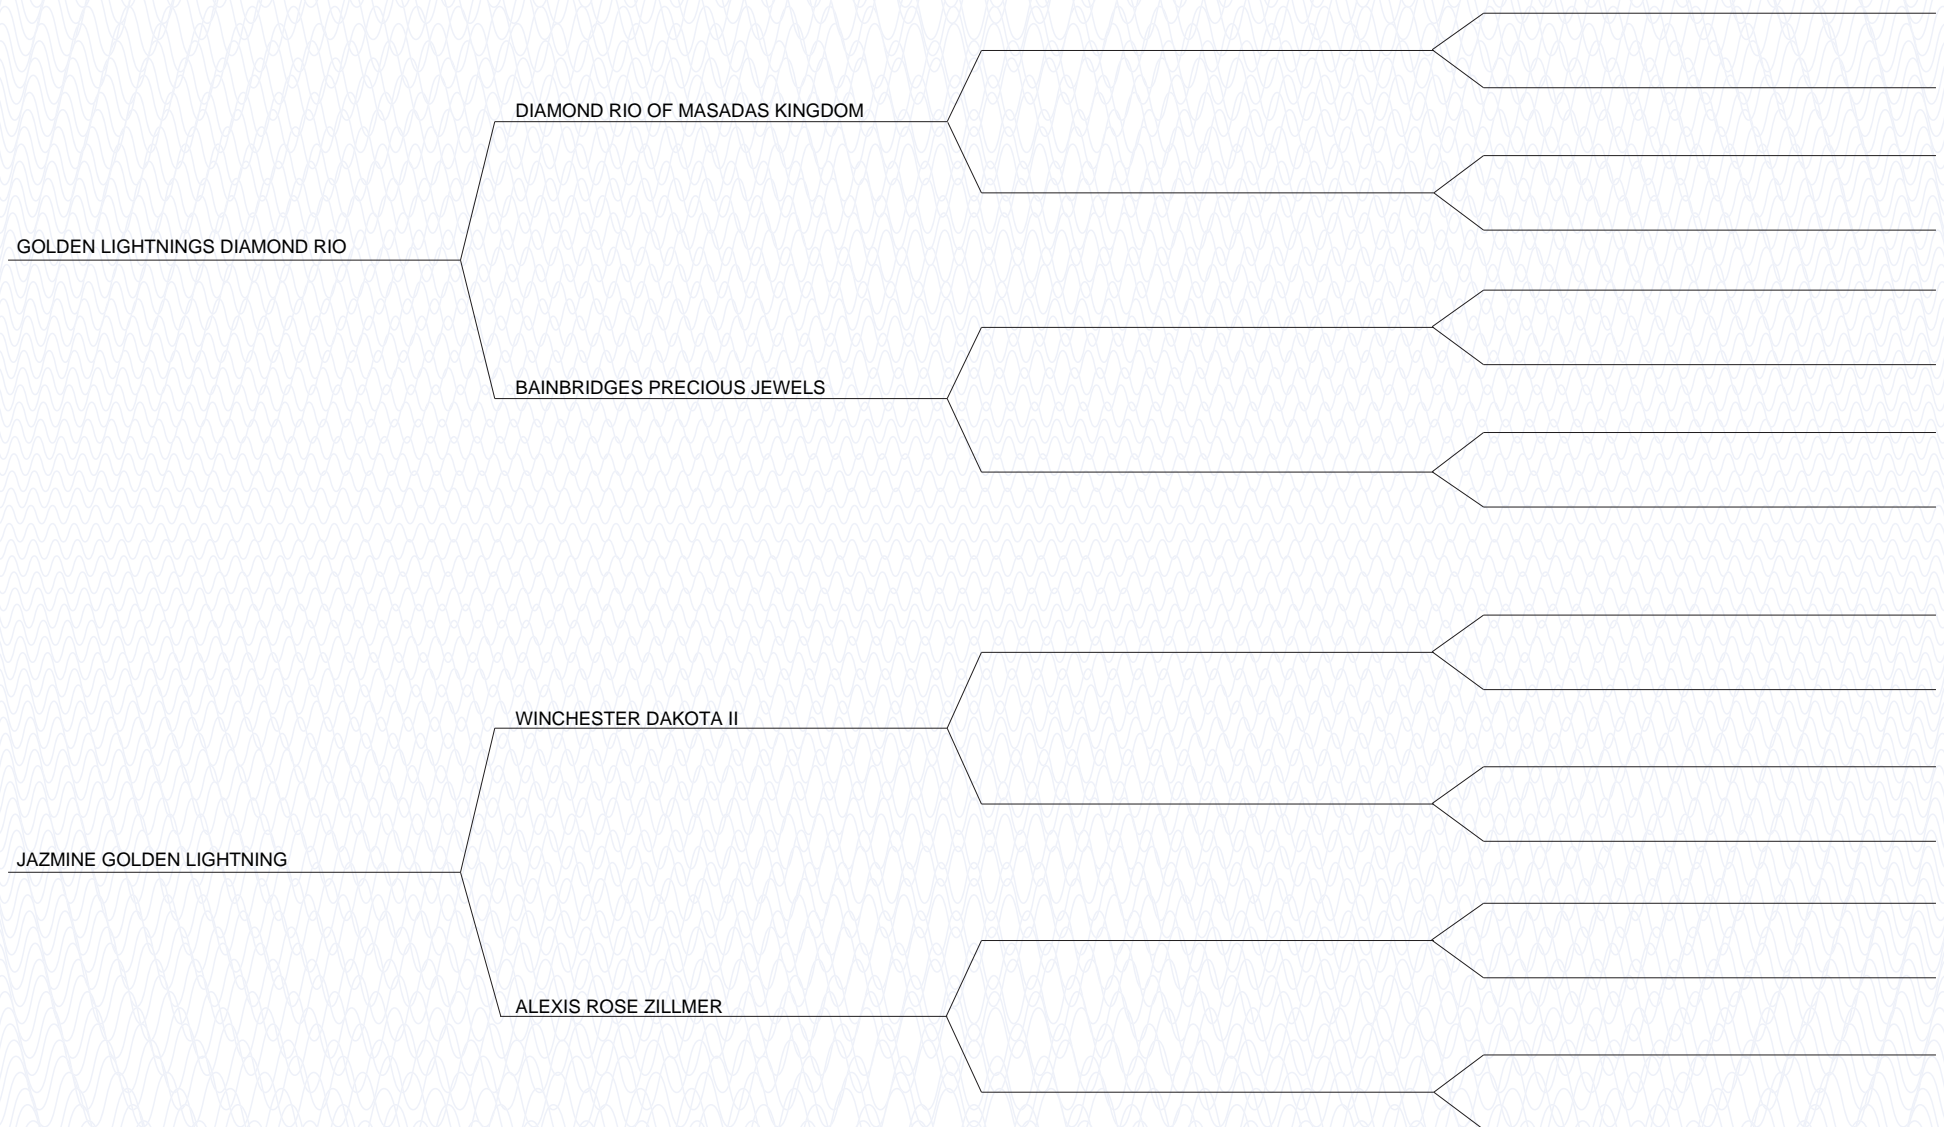 DIAMOND RIO OF MASADAS KINGDOM
GOLDEN LIGHTNINGS DIAMOND RIO
BAINBRIDGES PRECIOUS JEWELS
WINCHESTER DAKOTA II
JAZMINE GOLDEN LIGHTNING
ALEXIS ROSE ZILLMER